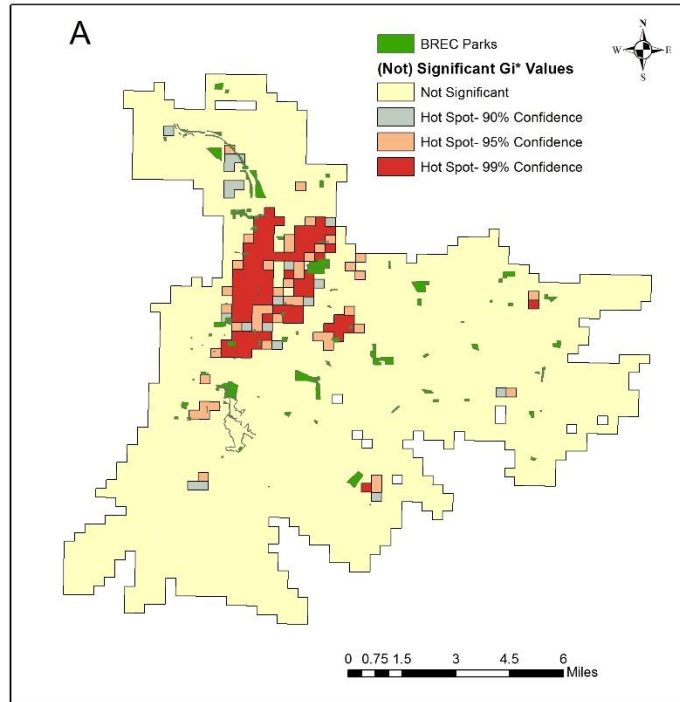 A
BREC Parks
(Not) Significant Gi* Values
Not Significant
Hot Spot- 90% Confidence
Hot Spot- 95% Confidence
Hot Spot- 99% Confidence
N
W E
S
0 0.75 1.5 3 4.5 6
Miles